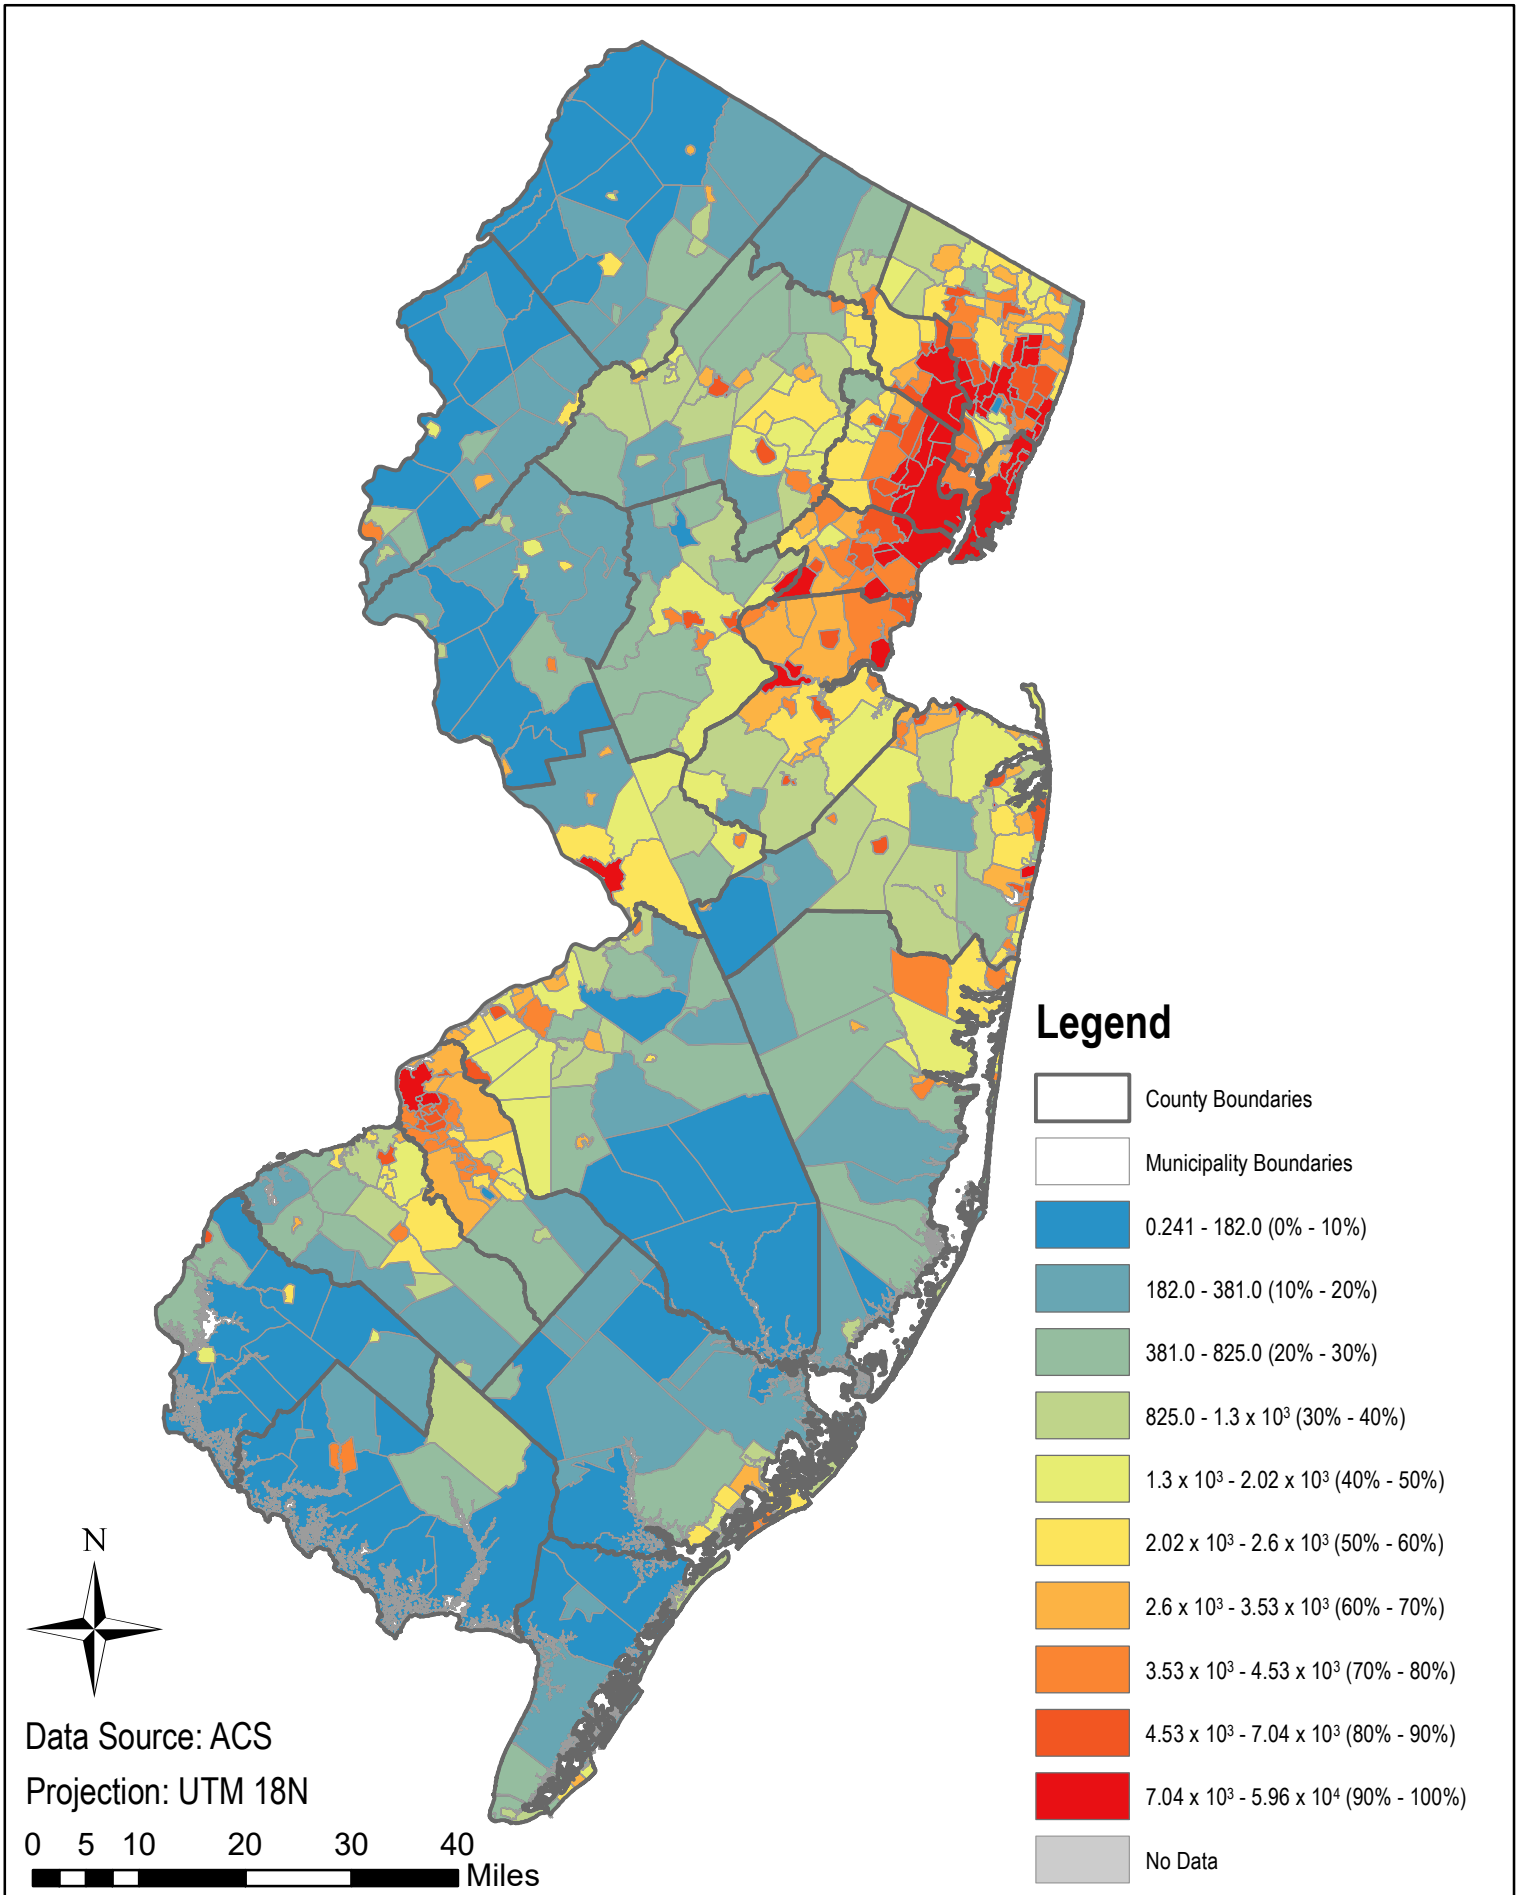 Legend
County Boundaries
Municipality Boundaries
0.241 - 182.0 (0% - 10%)
182.0 - 381.0 (10% - 20%)
381.0 - 825.0 (20% - 30%)
825.0 - 1.3 x 10³ (30% - 40%)
1.3 x 10³ - 2.02 x 10³ (40% - 50%)
2.02 x 10³ - 2.6 x 10³ (50% - 60%)
2.6 x 10³ - 3.53 x 10³ (60% - 70%)
3.53 x 10³ - 4.53 x 10³ (70% - 80%)
4.53 x 10³ - 7.04 x 10³ (80% - 90%)
7.04 x 10³ - 5.96 x 10⁴ (90% - 100%)
No Data
N
Data Source: ACS
Projection: UTM 18N
0 5 10 20 30 40
Miles